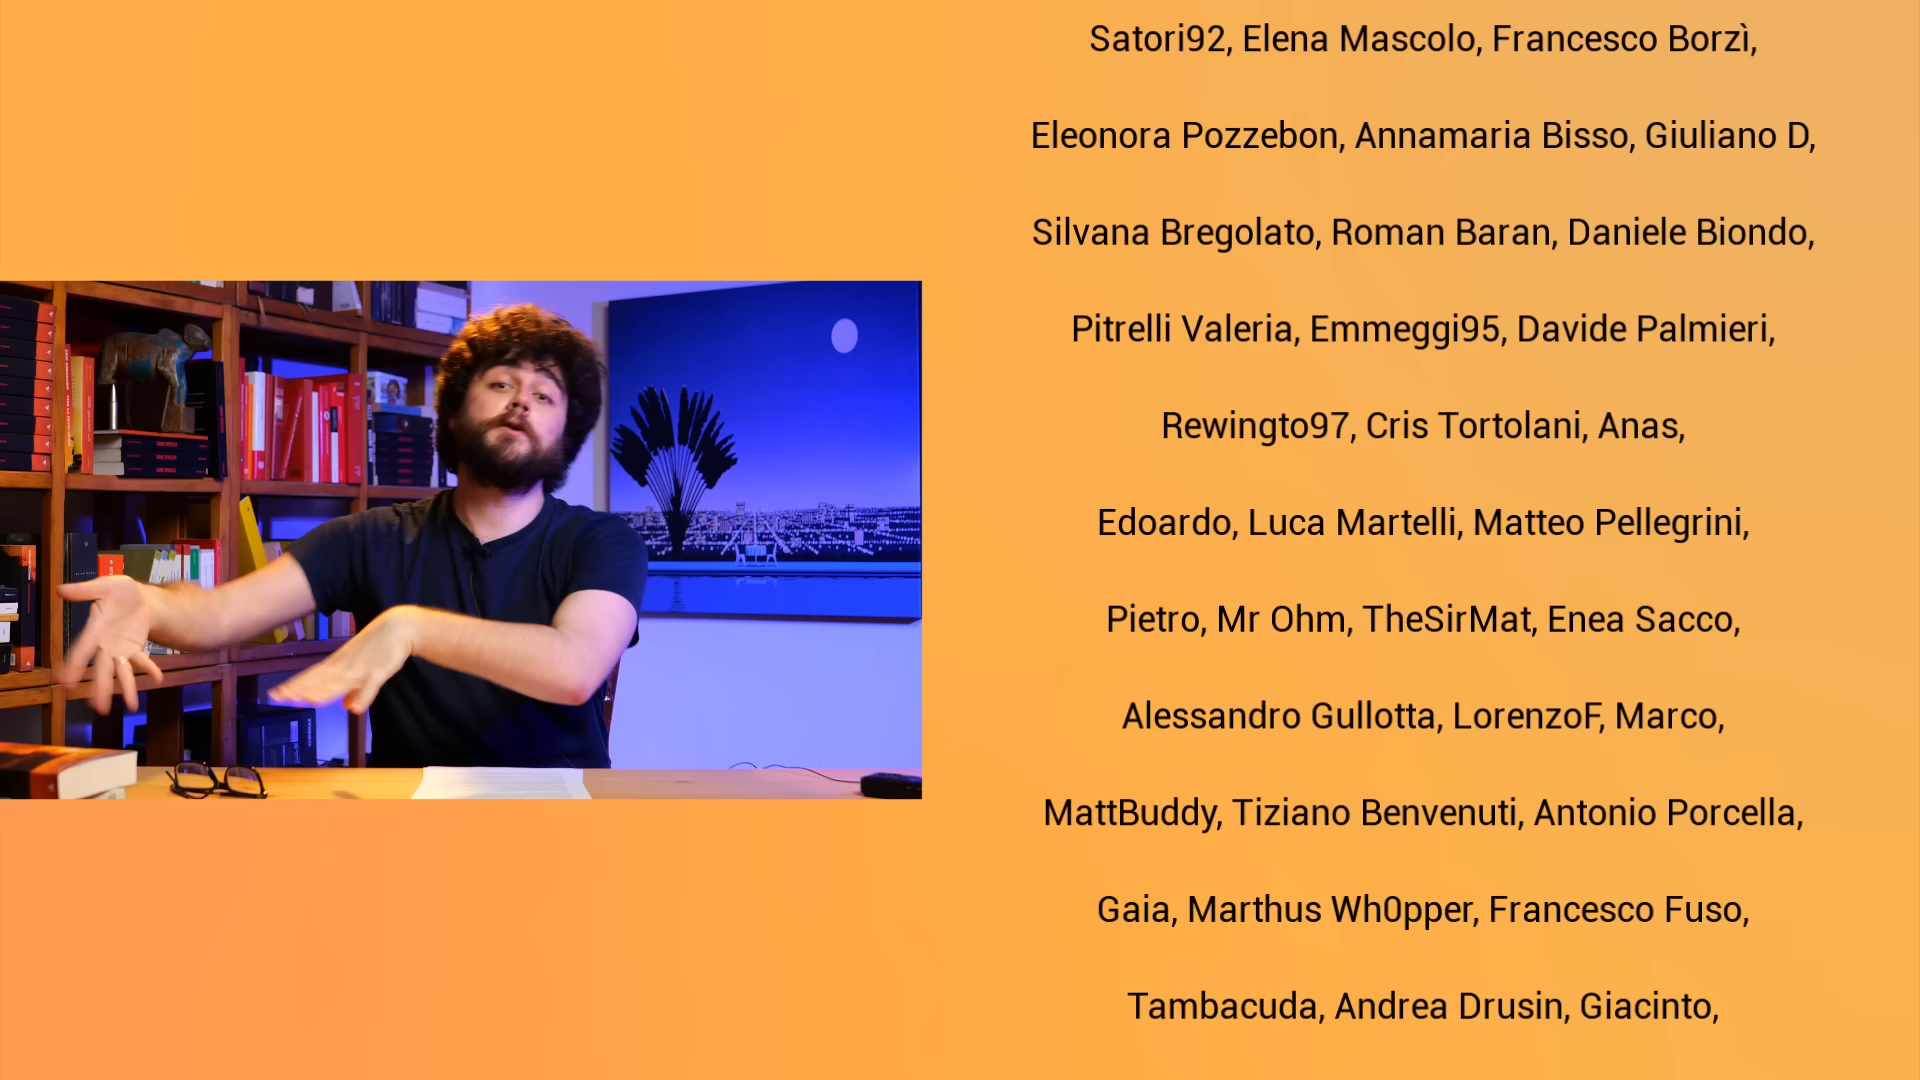 Satori92, Elena Mascolo, Francesco Borzì,
Eleonora Pozzebon, Annamaria Bisso, Giuliano D,
Silvana Bregolato, Roman Baran, Daniele Biondo,
Pitrelli Valeria, Emmeggi95, Davide Palmieri,
Rewingto97, Cris Tortolani, Anas,
Edoardo, Luca Martelli, Matteo Pellegrini,
Pietro, Mr Ohm, TheSirMat, Enea Sacco,
Alessandro Gullotta, LorenzoF, Marco,
MattBuddy, Tiziano Benvenuti, Antonio Porcella,
Gaia, Marthus Wh0pper, Francesco Fuso,
Tambacuda, Andrea Drusin, Giacinto,